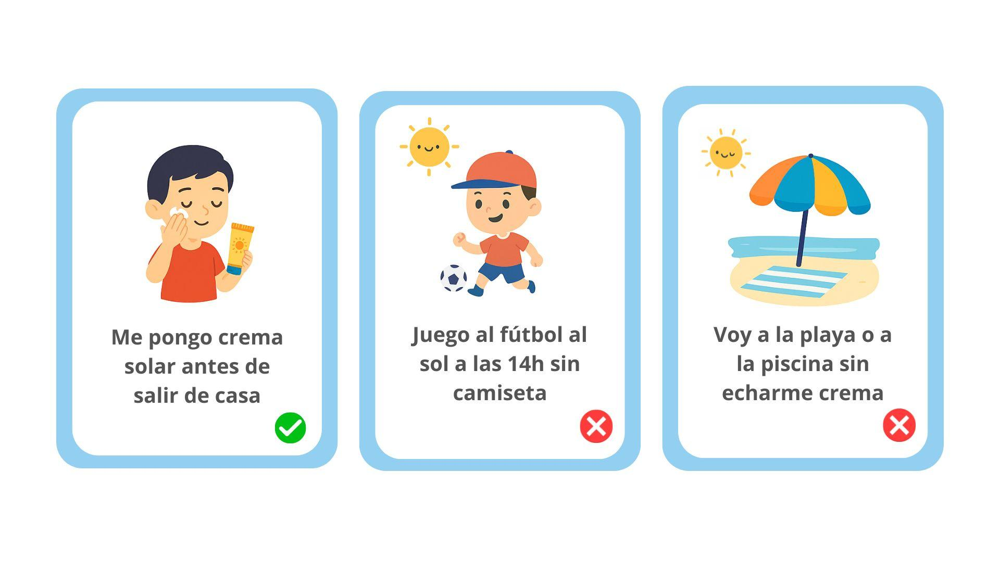 Me pongo crema
solar antes de
salir de casa
Juego al fútbol al
sol a las 14h sin
camiseta
Voy a la playa o a
la piscina sin
echarme crema